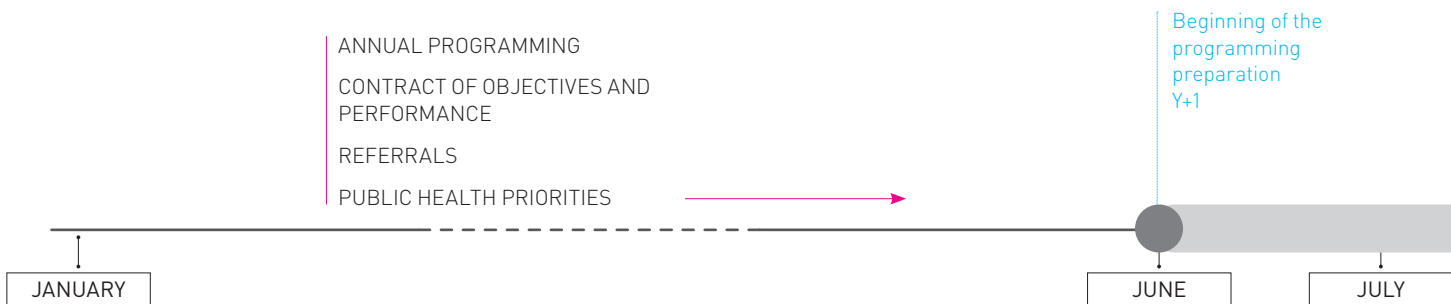 ANNUAL PROGRAMMING
CONTRACT OF OBJECTIVES AND
PERFORMANCE
REFERRALS
PUBLIC HEALTH PRIORITIES
Beginning of the
programming
preparation
Y+1
JANUARY
JUNE
JULY